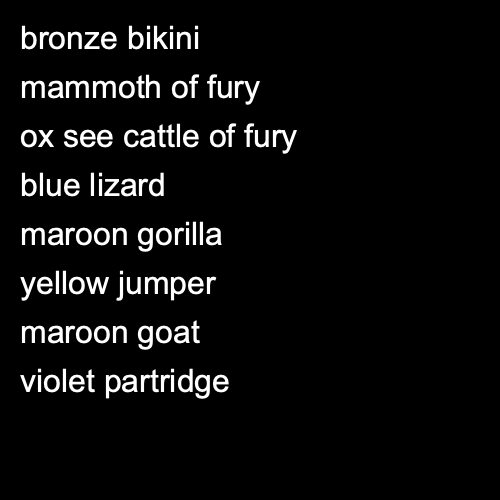 bronze bikini
mammoth of fury
ox see cattle of fury
blue lizard
maroon gorilla
yellow jumper
maroon goat
violet partridge